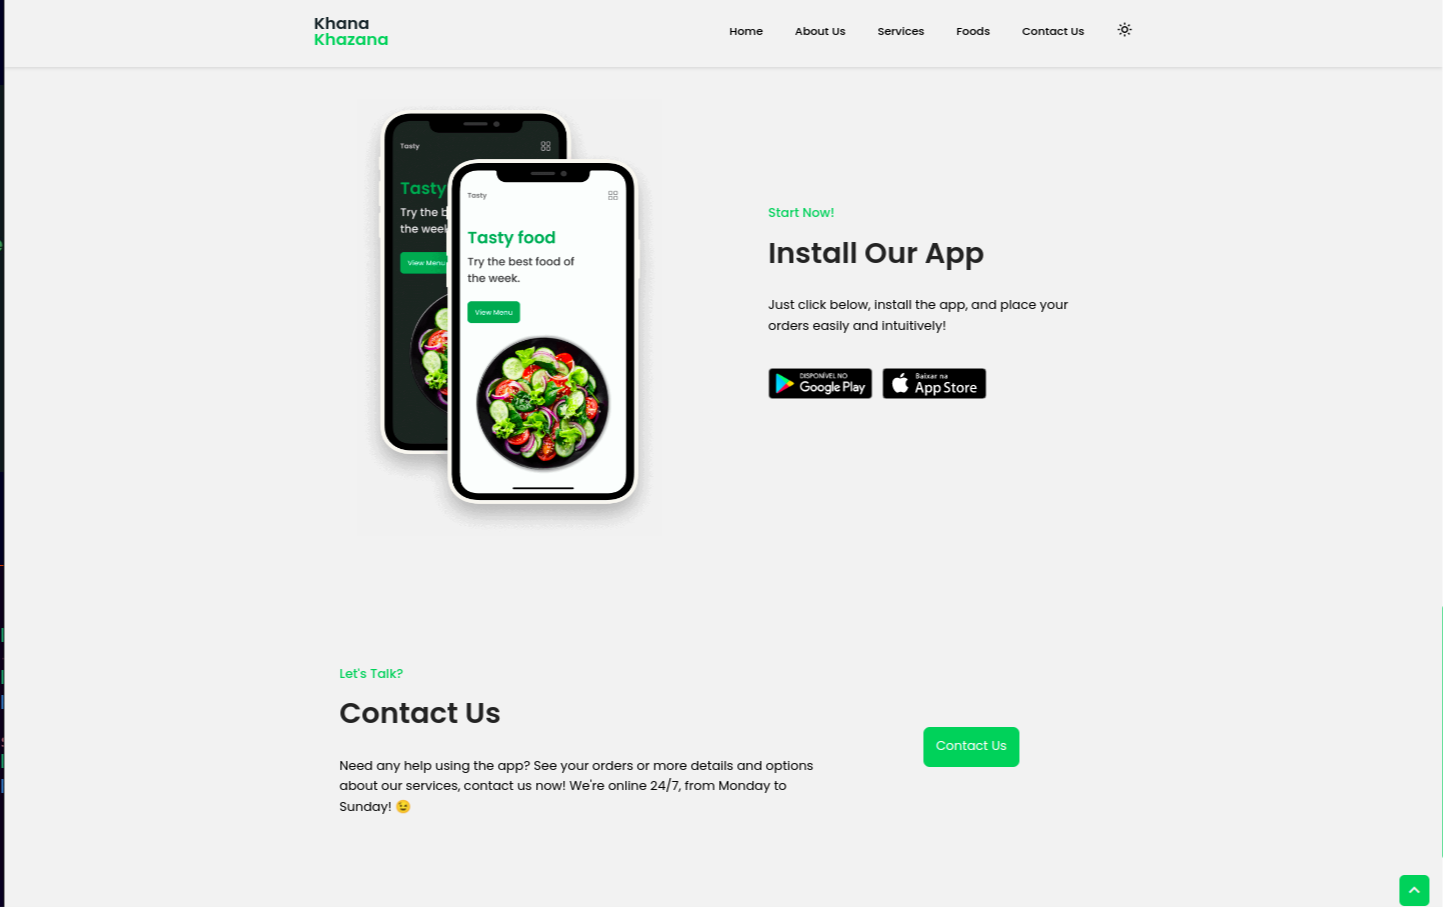 Khana
Khazana
Home
About Us
Services
Foods
Contact Us
Tasty
Tasty
Try the b
the week
View Menu
Tasty
Tasty food
Try the best food of
the week.
View Menu
Start Now!
Install Our App
Just click below, install the app, and place your
orders easily and intuitively!
DISPONÍVEL NO
Google Play
Baixar na
App Store
Let's Talk?
Contact Us
Need any help using the app? See your orders or more details and options
about our services, contact us now! We're online 24/7, from Monday to
Sunday! 😉
Contact Us